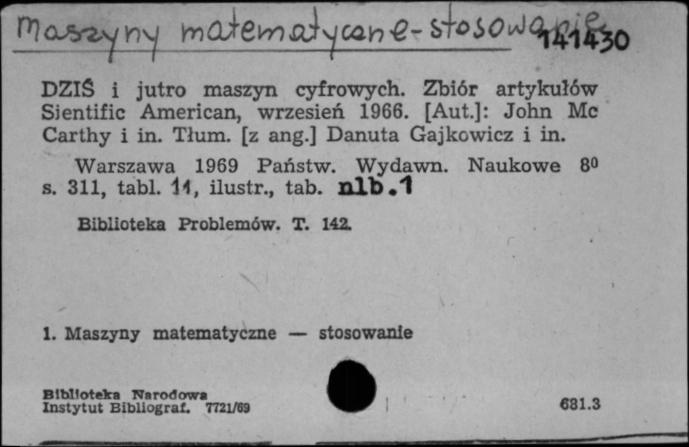 Maszyny matematyczne-stosowanie
141430
DZIŚ i jutro maszyn cyfrowych. Zbiór artykułów
Sientific American, wrzesień 1966. [Aut.]: John Mc
Carthy i in. Tłum. [z ang.] Danuta Gajkowicz i in.
Warszawa 1969 Państw. Wydawn. Naukowe 8⁰
s. 311, tabl. 11, ilustr., tab. nlb.1
Biblioteka Problemów. T. 142.
1. Maszyny matematyczne — stosowanie
Biblioteka Narodowa
Instytut Bibliograf. 7721/69
681.3